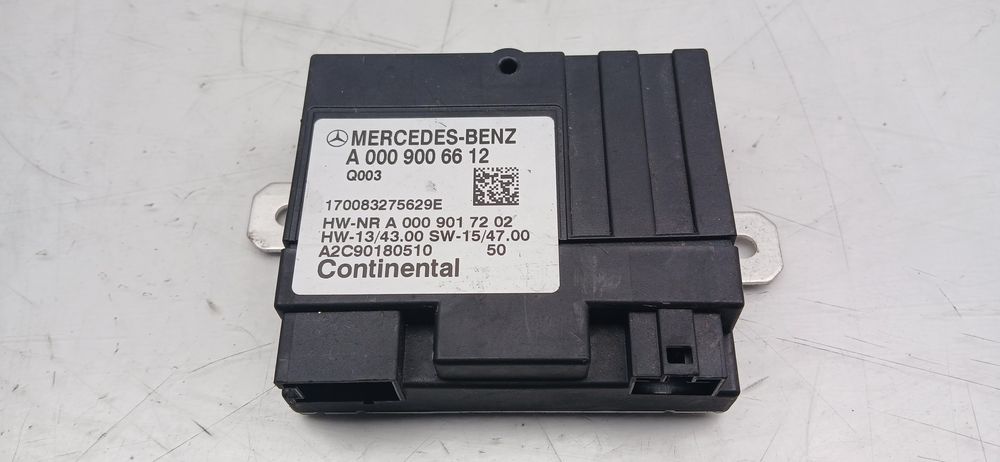 MERCEDES-BENZ
A 000 900 66 12
Q003
170083275629E
HW-NR A 000 901 72 02
HW-13/43.00 SW-15/47.00
A2C90180510 50
Continental